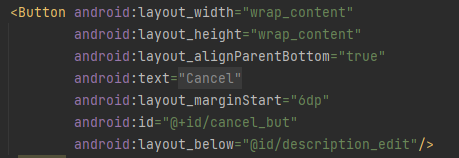 <Button android:layout_width="wrap_content"
android:layout_height="wrap_content"
android:layout_alignParentBottom="true"
android:text="Cancel"
android:layout_marginStart="6dp"
android:id="@+id/cancel_but"
android:layout_below="@id/description_edit"/>